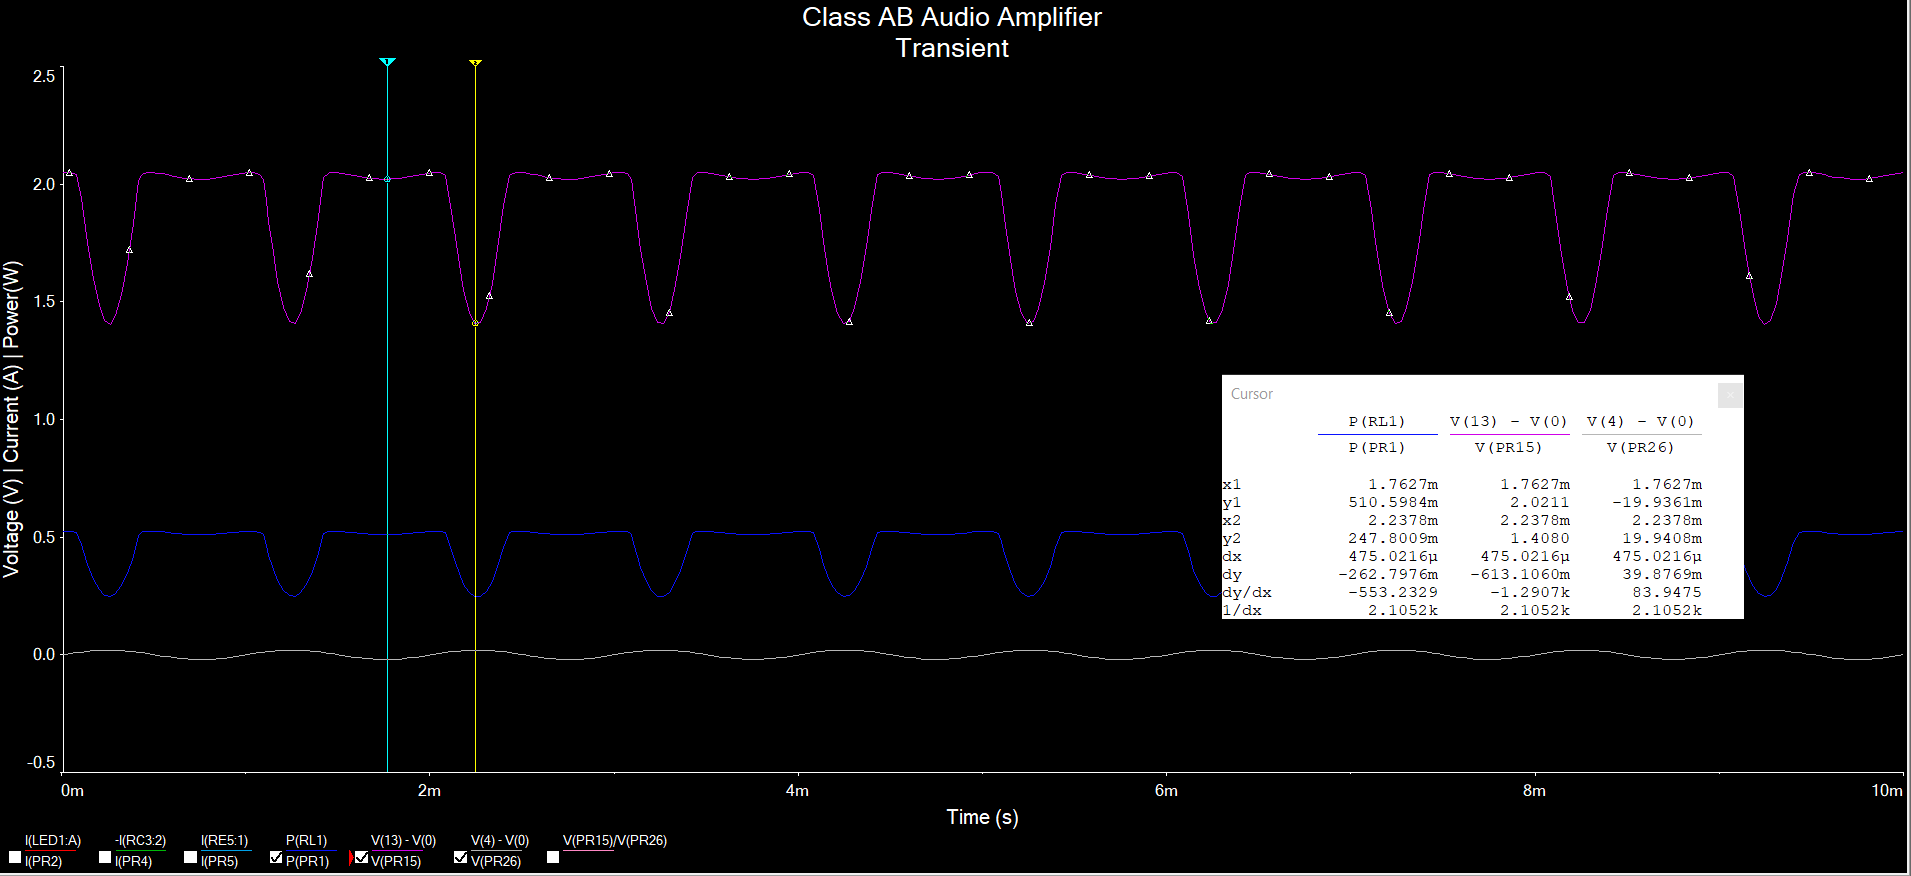 Class AB Audio Amplifier
Transient
Voltage (V) | Current (A) | Power(W)
2.5
2.0
1.5
1.0
0.5
0.0
-0.5
0m 2m 4m 6m 8m 10m
Time (s)
Cursor
P(RL1) V(13) - V(0) V(4) - V(0)
P(PR1) V(PR15) V(PR26)
x1 1.7627m 1.7627m 1.7627m
y1 510.5984m 2.0211 -19.9361m
x2 2.2378m 2.2378m 2.2378m
y2 247.8009m 1.4080 19.9408m
dx 475.0216µ 475.0216µ 475.0216µ
dy -262.7976m -613.1060m 39.8769m
dy/dx -553.2329 -1.2907k 83.9475
1/dx 2.1052k 2.1052k 2.1052k
I(LED1:A) -I(RC3:2) I(RE5:1) P(RL1) V(13) - V(0) V(4) - V(0) V(PR15)/V(PR26)
I(PR2) I(PR4) I(PR5) P(PR1) V(PR15) V(PR26)